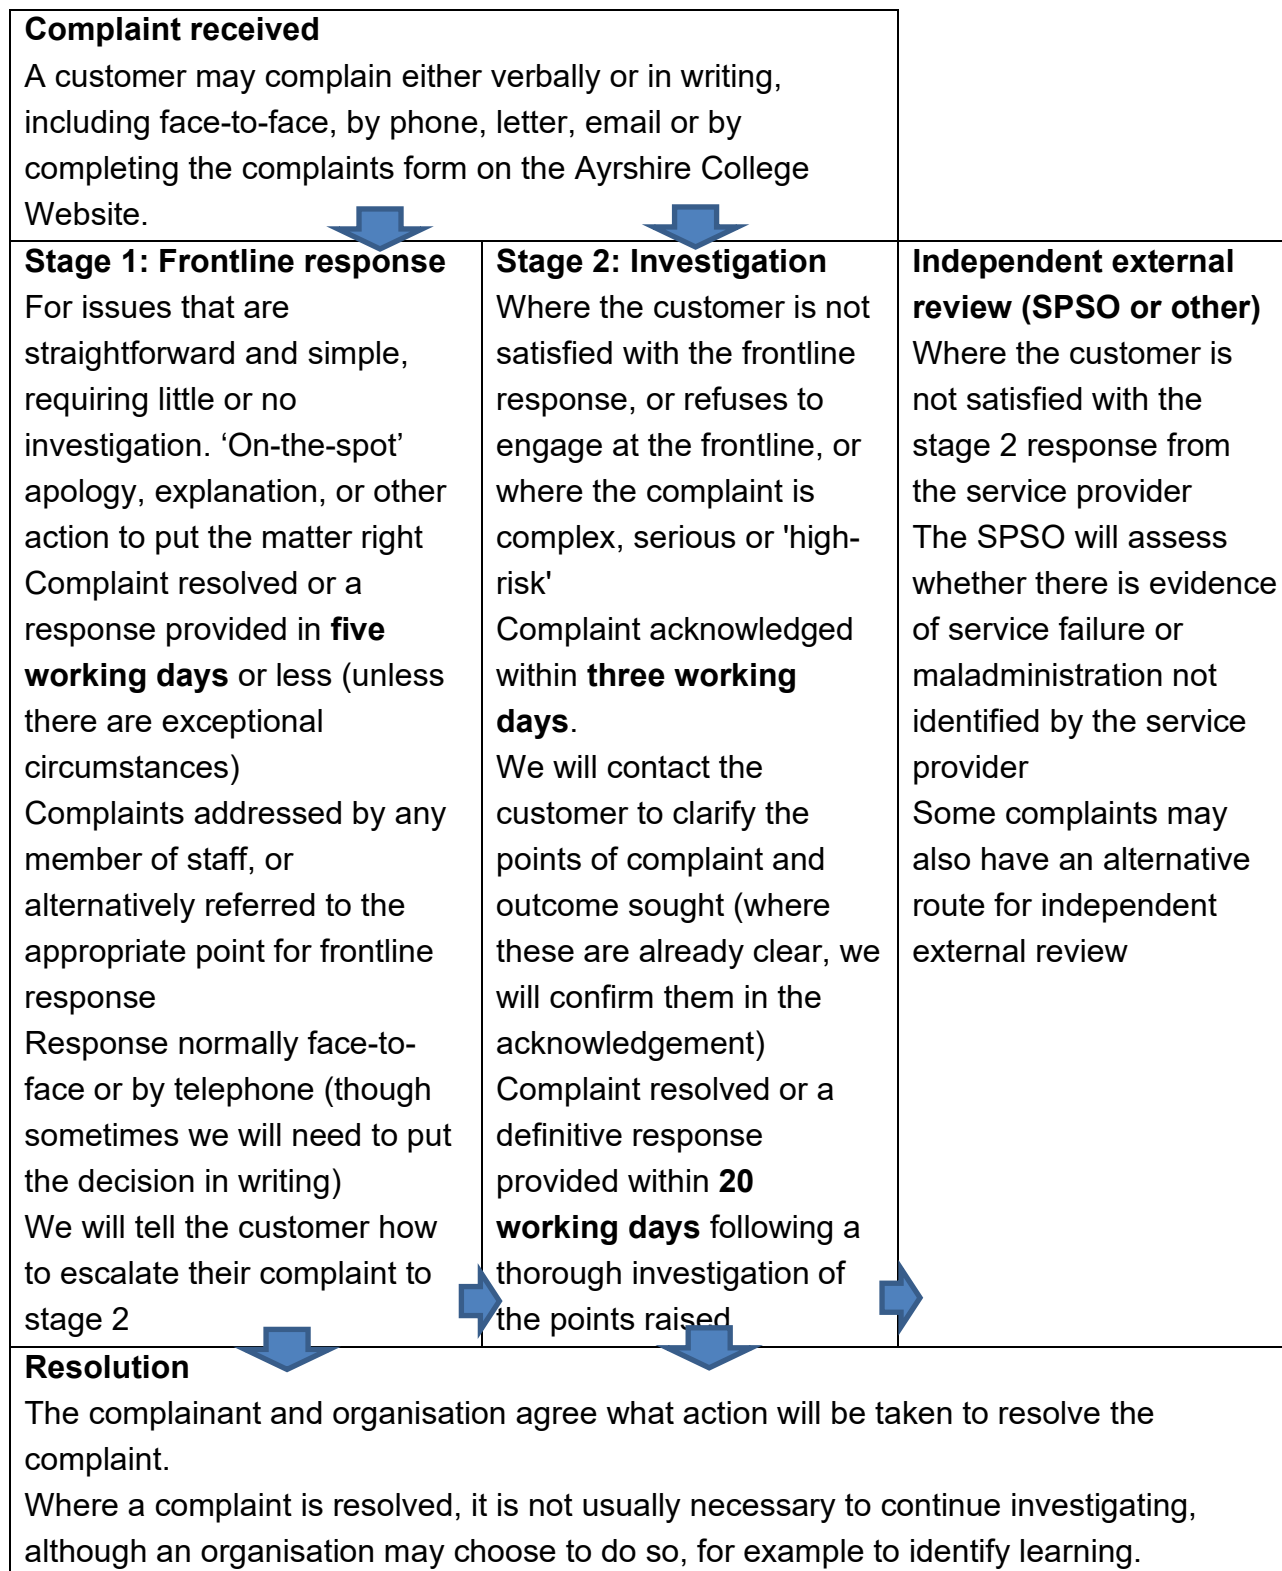 Complaint received
A customer may complain either verbally or in writing,
including face-to-face, by phone, letter, email or by
completing the complaints form on the Ayrshire College
Website.
Stage 1: Frontline response
For issues that are
straightforward and simple,
requiring little or no
investigation. ‘On-the-spot’
apology, explanation, or other
action to put the matter right
Complaint resolved or a
response provided in five
working days or less (unless
there are exceptional
circumstances)
Complaints addressed by any
member of staff, or
alternatively referred to the
appropriate point for frontline
response
Response normally face-to-
face or by telephone (though
sometimes we will need to put
the decision in writing)
We will tell the customer how
to escalate their complaint to
stage 2
Stage 2: Investigation
Where the customer is not
satisfied with the frontline
response, or refuses to
engage at the frontline, or
where the complaint is
complex, serious or 'high-
risk'
Complaint acknowledged
within three working
days.
We will contact the
customer to clarify the
points of complaint and
outcome sought (where
these are already clear, we
will confirm them in the
acknowledgement)
Complaint resolved or a
definitive response
provided within 20
working days following a
thorough investigation of
the points raised
Independent external
review (SPSO or other)
Where the customer is
not satisfied with the
stage 2 response from
the service provider
The SPSO will assess
whether there is evidence
of service failure or
maladministration not
identified by the service
provider
Some complaints may
also have an alternative
route for independent
external review
Resolution
The complainant and organisation agree what action will be taken to resolve the
complaint.
Where a complaint is resolved, it is not usually necessary to continue investigating,
although an organisation may choose to do so, for example to identify learning.